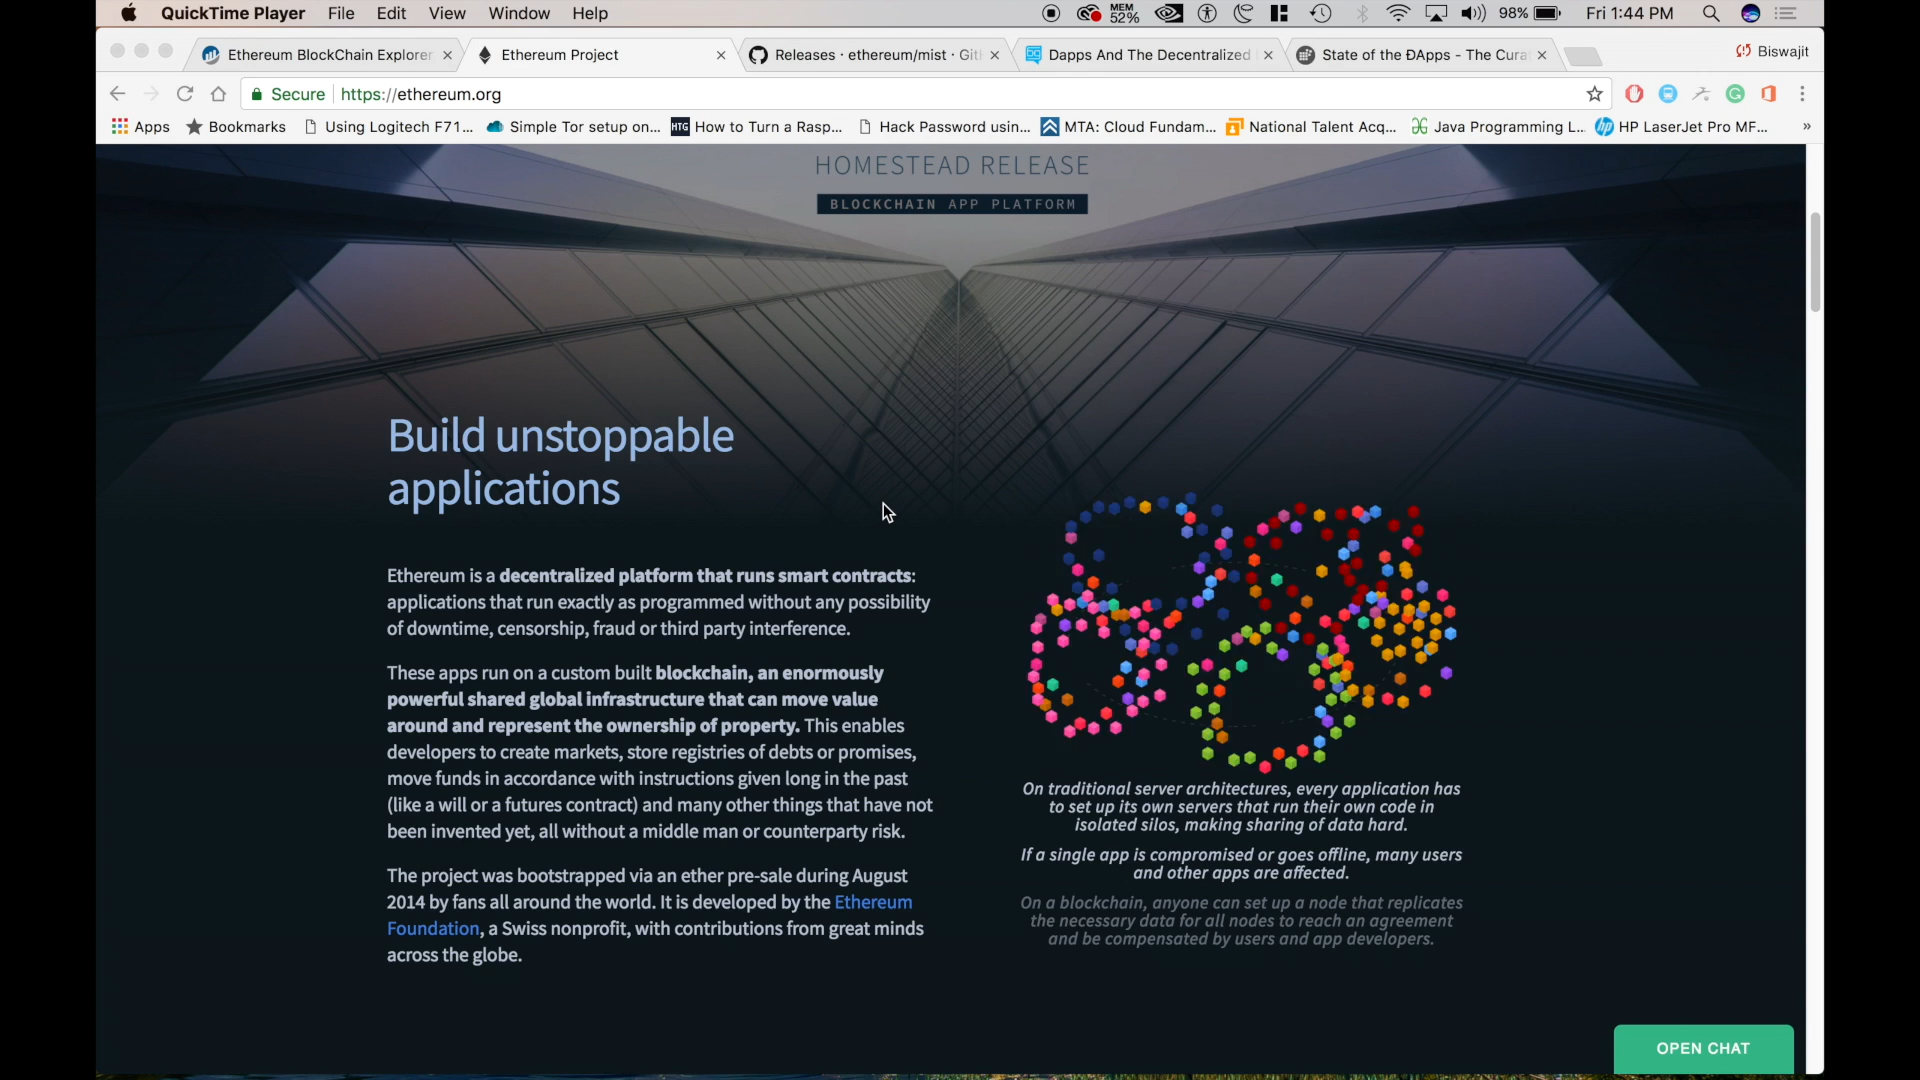 QuickTime Player File Edit View Window Help MEM 52% 98% Fri 1:44 PM
Ethereum BlockChain Explorer Ethereum Project Releases · ethereum/mist · Git Dapps And The Decentralized State of the ÐApps - The Cura Biswajit
Secure https://ethereum.org
Apps Bookmarks Using Logitech F71... Simple Tor setup on... HTG How to Turn a Rasp... Hack Password usin... MTA: Cloud Fundam... National Talent Acq... Java Programming L... hp HP LaserJet Pro MF... »
HOMESTEAD RELEASE
BLOCKCHAIN APP PLATFORM
Build unstoppable
applications
Ethereum is a decentralized platform that runs smart contracts:
applications that run exactly as programmed without any possibility
of downtime, censorship, fraud or third party interference.
These apps run on a custom built blockchain, an enormously
powerful shared global infrastructure that can move value
around and represent the ownership of property. This enables
developers to create markets, store registries of debts or promises,
move funds in accordance with instructions given long in the past
(like a will or a futures contract) and many other things that have not
been invented yet, all without a middle man or counterparty risk.
The project was bootstrapped via an ether pre-sale during August
2014 by fans all around the world. It is developed by the Ethereum
Foundation, a Swiss nonprofit, with contributions from great minds
across the globe.
On traditional server architectures, every application has
to set up its own servers that run their own code in
isolated silos, making sharing of data hard.
If a single app is compromised or goes offline, many users
and other apps are affected.
On a blockchain, anyone can set up a node that replicates
the necessary data for all nodes to reach an agreement
and be compensated by users and app developers.
OPEN CHAT